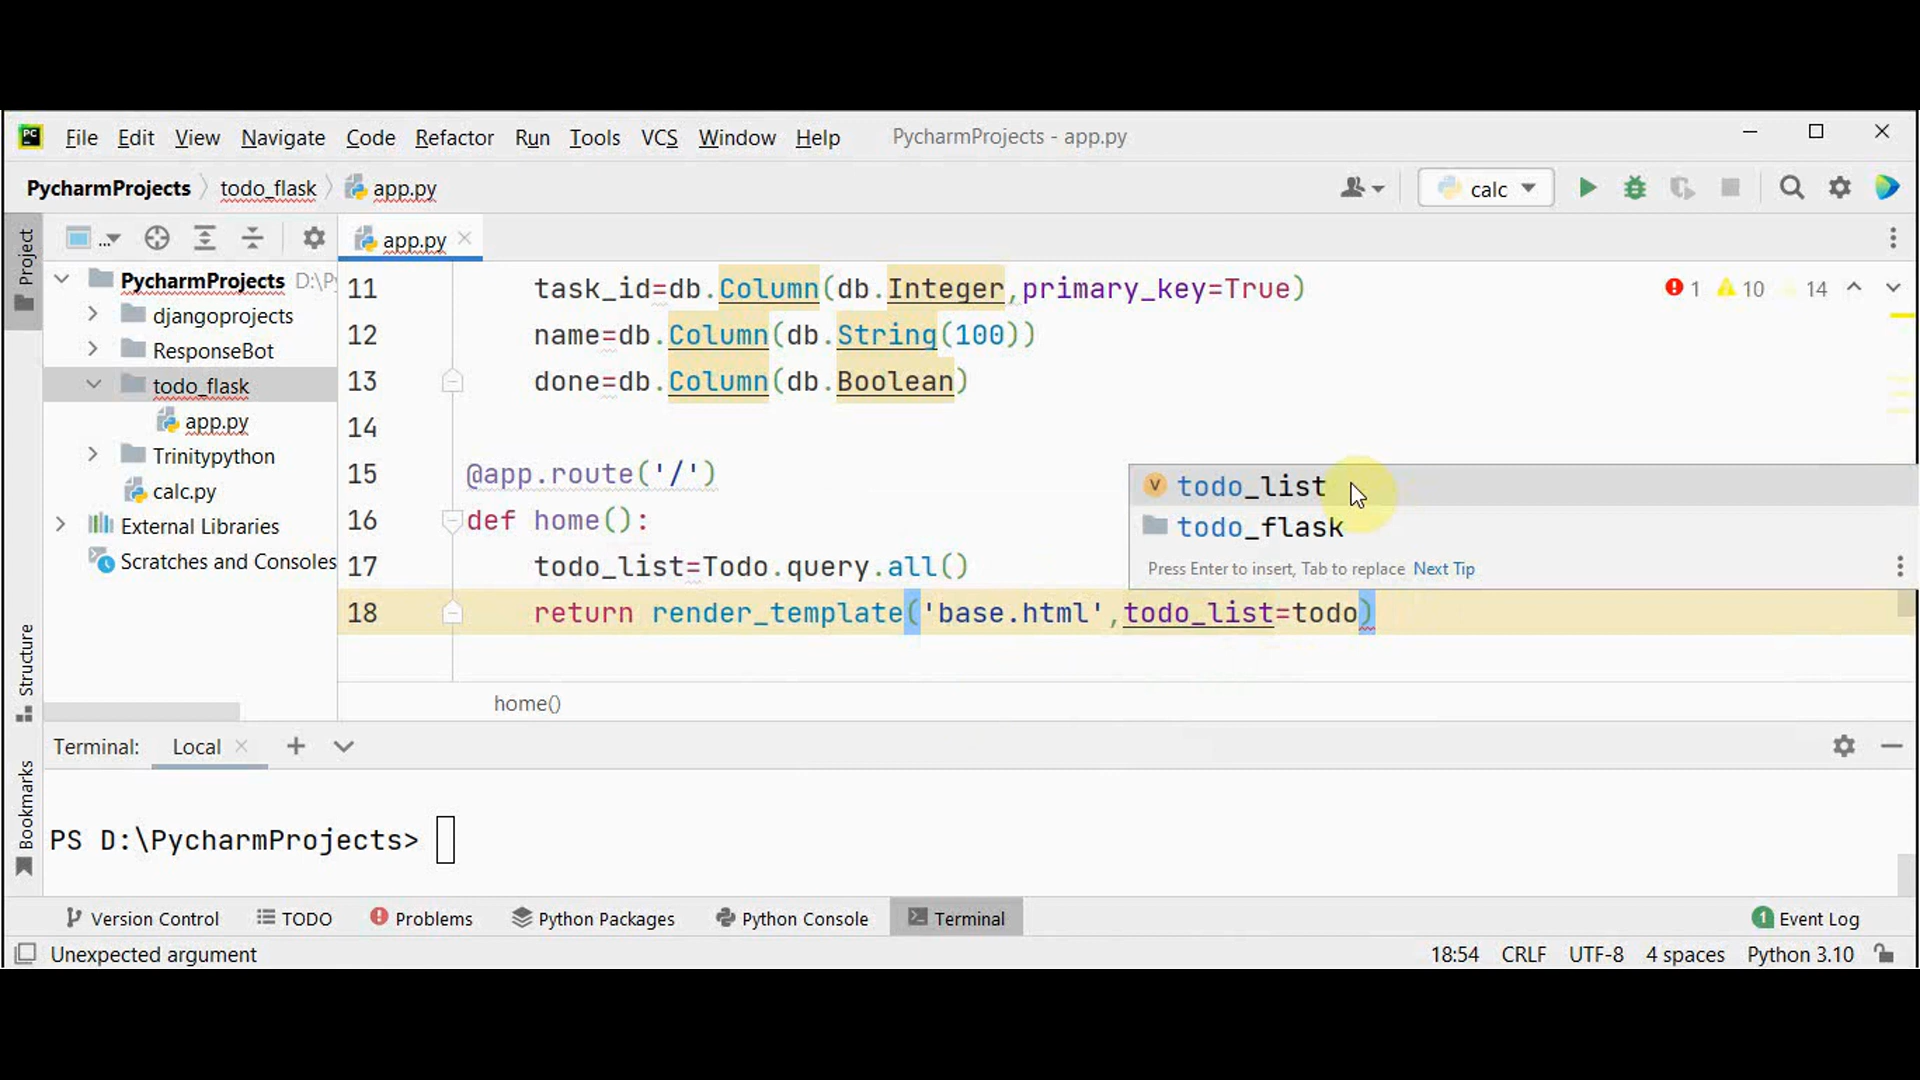 PC File Edit View Navigate Code Refactor Run Tools VCS Window Help PycharmProjects - app.py
PycharmProjects todo_flask app.py calc
Project ... app.py
PycharmProjects D:\Py
djangoprojects
ResponseBot
todo_flask
app.py
Trinitypython
calc.py
External Libraries
Scratches and Consoles
11 task_id=db.Column(db.Integer,primary_key=True) 1 10 14
12 name=db.Column(db.String(100))
13 done=db.Column(db.Boolean)
14
15 @app.route('/')
16 def home():
17 todo_list=Todo.query.all()
18 return render_template('base.html',todo_list=todo)
V todo_list
todo_flask
Press Enter to insert, Tab to replace Next Tip
home()
Structure
Bookmarks
Terminal: Local
PS D:\PycharmProjects>
Version Control TODO Problems Python Packages Python Console Terminal 1 Event Log
Unexpected argument 18:54 CRLF UTF-8 4 spaces Python 3.10